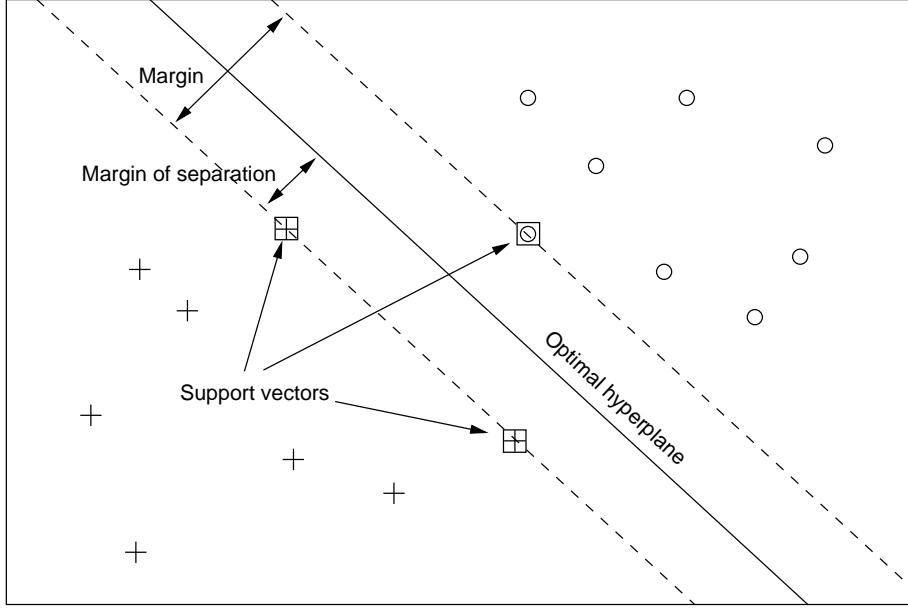 Margin
Margin of separation
Optimal hyperplane
Support vectors